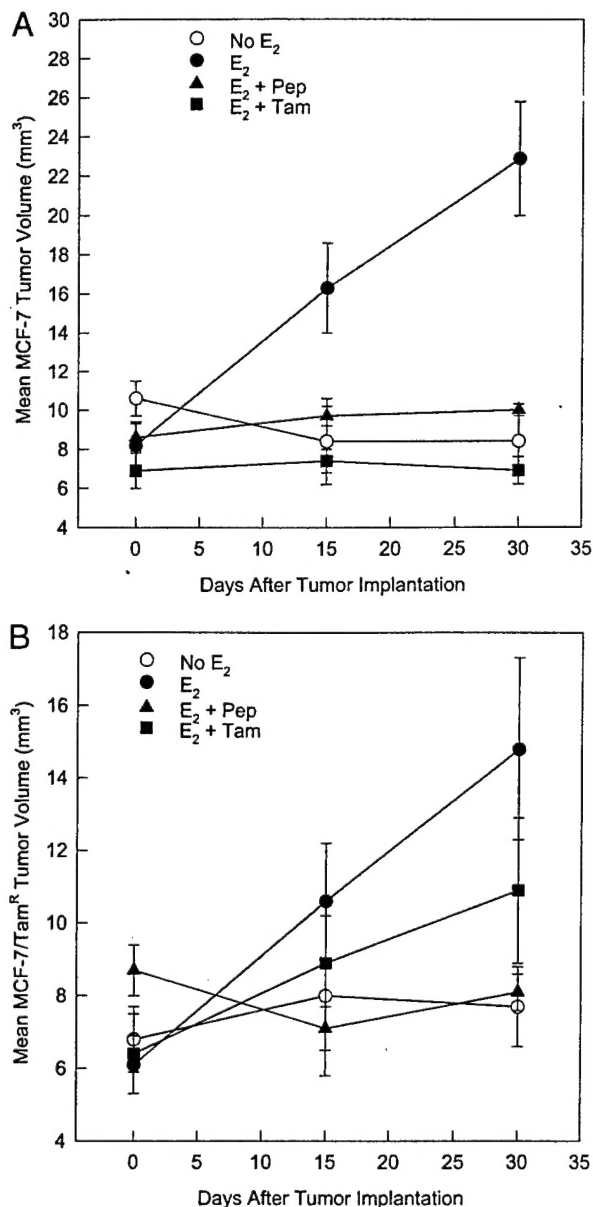 A
No E2
E2
E2 + Pep
E2 + Tam
Mean MCF-7 Tumor Volume (mm3)
30
28
26
24
22
20
18
16
14
12
10
8
6
4
0 5 10 15 20 25 30 35
Days After Tumor Implantation
B
No E2
E2
E2 + Pep
E2 + Tam
Mean MCF-7/TamR Tumor Volume (mm3)
18
16
14
12
10
8
6
4
0 5 10 15 20 25 30 35
Days After Tumor Implantation